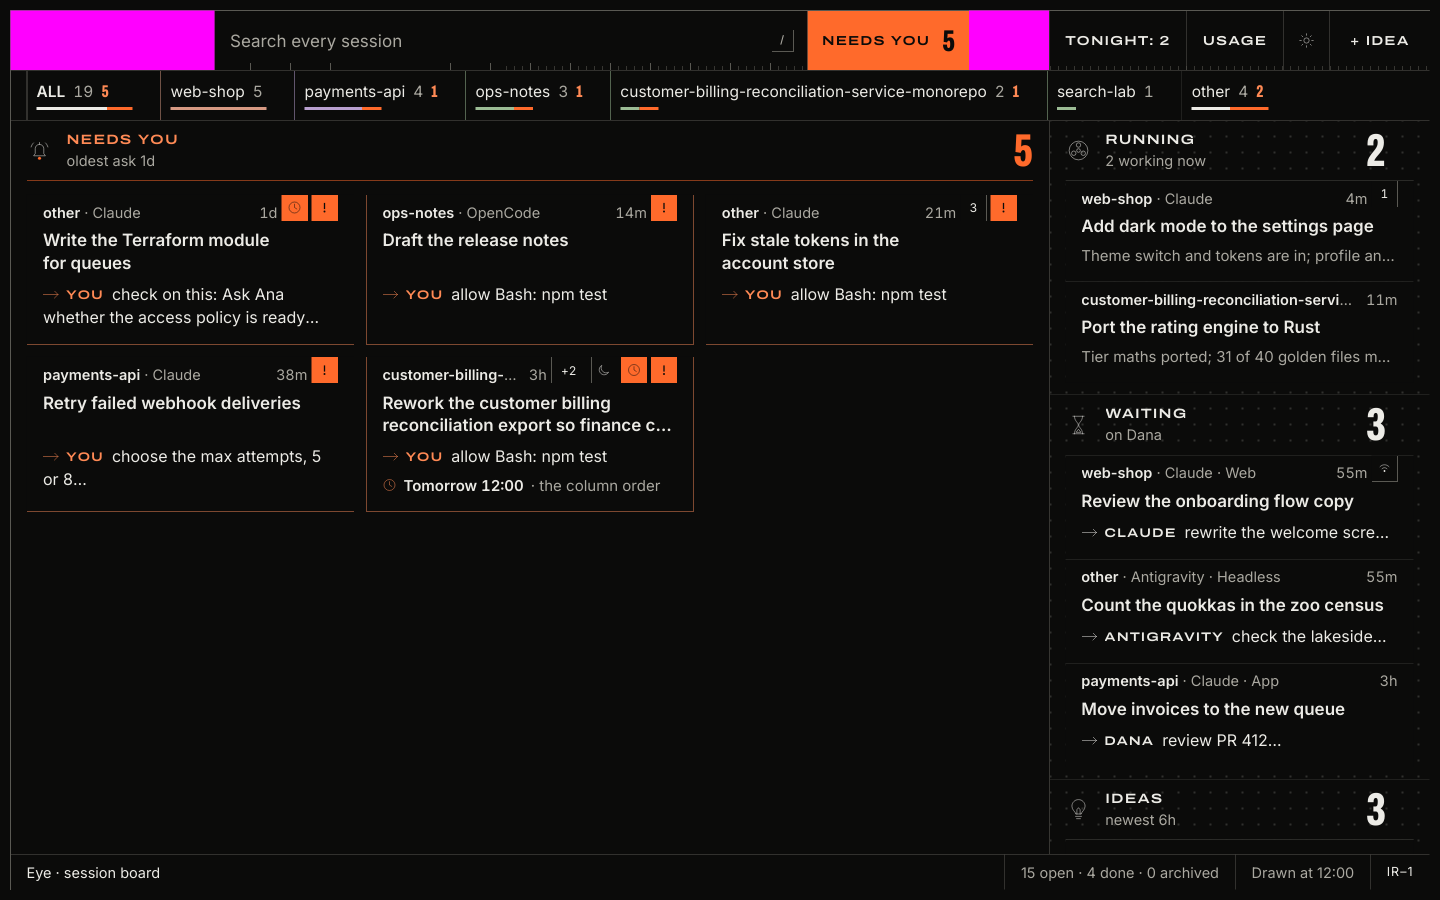 Search every session /
NEEDS YOU 5
TONIGHT: 2
USAGE
+ IDEA
ALL 19 5
web-shop 5
payments-api 4 1
ops-notes 3 1
customer-billing-reconciliation-service-monorepo 2 1
search-lab 1
other 4 2
NEEDS YOU
oldest ask 1d
5
other · Claude 1d !
Write the Terraform module
for queues
→ YOU check on this: Ask Ana
whether the access policy is ready...
ops-notes · OpenCode 14m !
Draft the release notes
→ YOU allow Bash: npm test
other · Claude 21m 3 !
Fix stale tokens in the
account store
→ YOU allow Bash: npm test
payments-api · Claude 38m !
Retry failed webhook deliveries
→ YOU choose the max attempts, 5
or 8...
customer-billing-... 3h +2 !
Rework the customer billing
reconciliation export so finance c...
→ YOU allow Bash: npm test
Tomorrow 12:00 · the column order
RUNNING
2 working now
2
web-shop · Claude 4m 1
Add dark mode to the settings page
Theme switch and tokens are in; profile an...
customer-billing-reconciliation-servi... 11m
Port the rating engine to Rust
Tier maths ported; 31 of 40 golden files m...
WAITING
on Dana
3
web-shop · Claude · Web 55m
Review the onboarding flow copy
→ CLAUDE rewrite the welcome scre...
other · Antigravity · Headless 55m
Count the quokkas in the zoo census
→ ANTIGRAVITY check the lakeside...
payments-api · Claude · App 3h
Move invoices to the new queue
→ DANA review PR 412...
IDEAS
newest 6h
3
Eye · session board
15 open · 4 done · 0 archived
Drawn at 12:00
IR–1